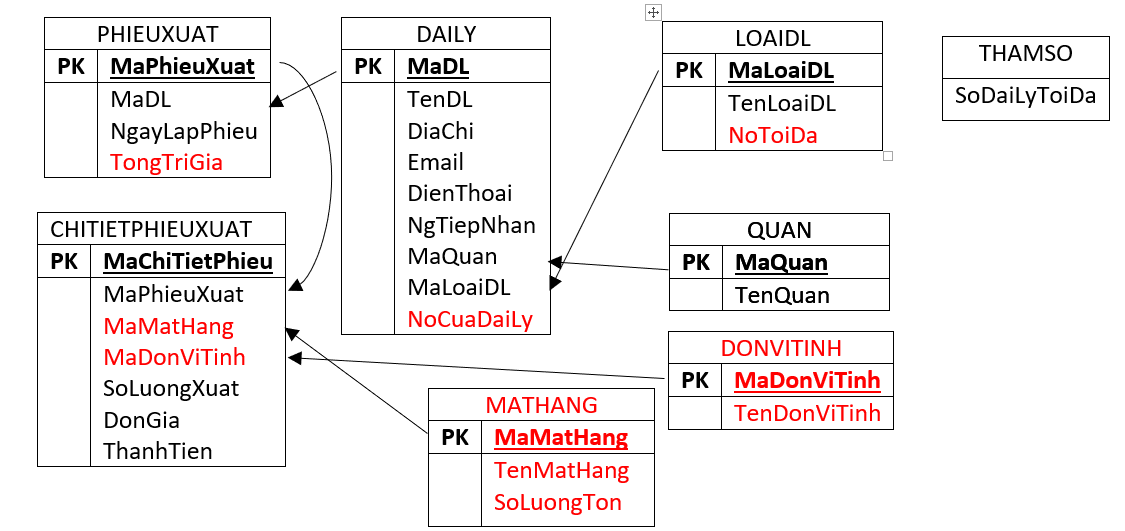 PHIEUXUAT
PK MaPhieuXuat
MaDL
NgayLapPhieu
TongTriGia
DAILY
PK MaDL
TenDL
DiaChi
Email
DienThoai
NgTiepNhan
MaQuan
MaLoaiDL
NoCuaDaiLy
LOAIDL
PK MaLoaiDL
TenLoaiDL
NoToiDa
THAMSO
SoDaiLyToiDa
CHITIETPHIEUXUAT
PK MaChiTietPhieu
MaPhieuXuat
MaMatHang
MaDonViTinh
SoLuongXuat
DonGia
ThanhTien
QUAN
PK MaQuan
TenQuan
DONVITINH
PK MaDonViTinh
TenDonViTinh
MATHANG
PK MaMatHang
TenMatHang
SoLuongTon